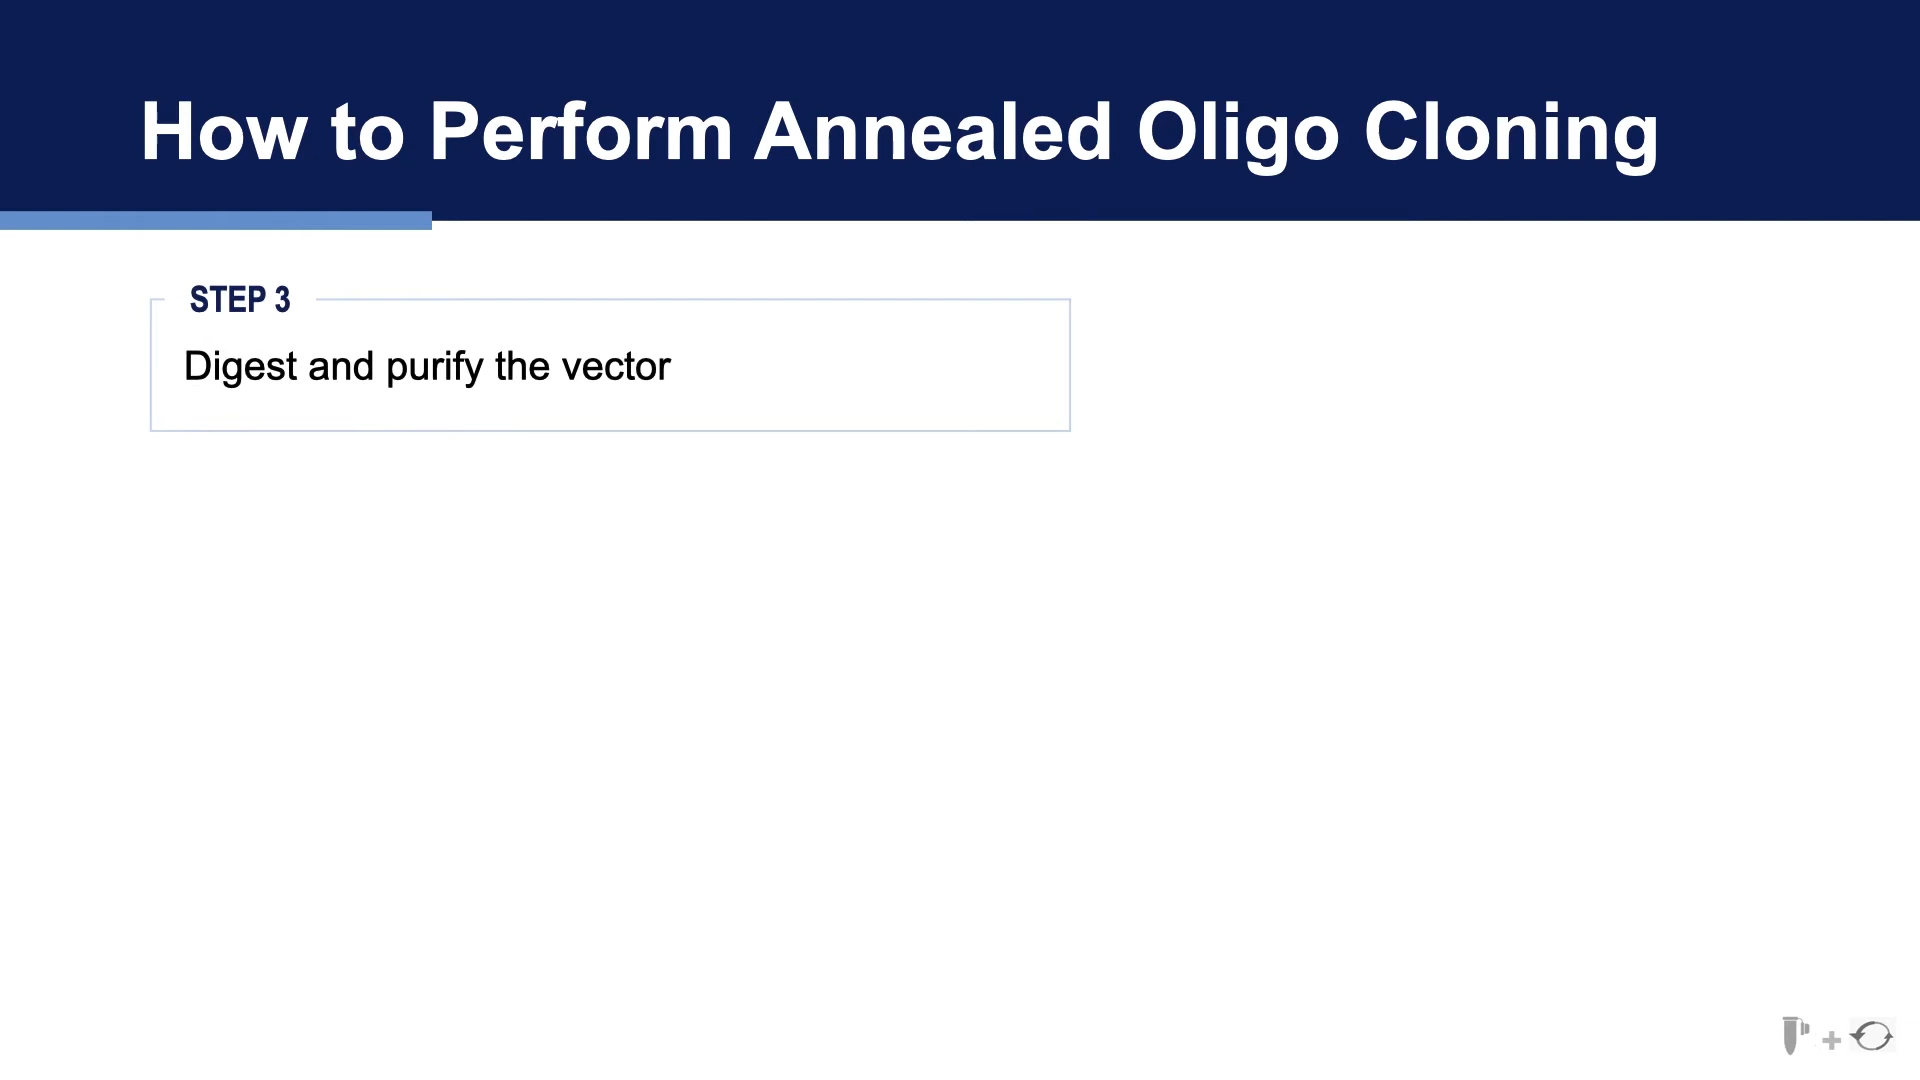 How to Perform Annealed Oligo Cloning
STEP 3
Digest and purify the vector